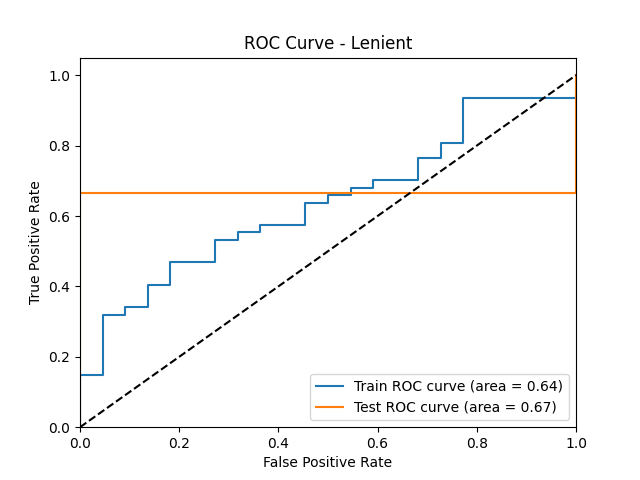 ROC Curve - Lenient
1.0
0.8
0.6
0.4
0.2
0.0
True Positive Rate
0.0 0.2 0.4 0.6 0.8 1.0
False Positive Rate
Train ROC curve (area = 0.64)
Test ROC curve (area = 0.67)